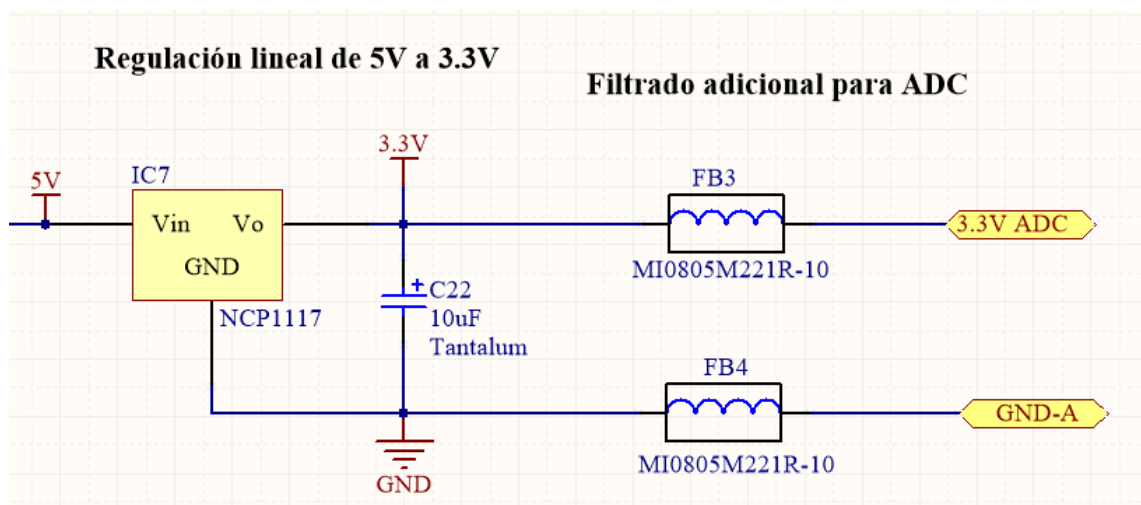 Regulación lineal de 5V a 3.3V
Filtrado adicional para ADC
3.3V
5V
IC7
FB3
Vin Vo
3.3V ADC
GND
MI0805M221R-10
+
C22
NCP1117
10uF
Tantalum
FB4
GND-A
MI0805M221R-10
GND